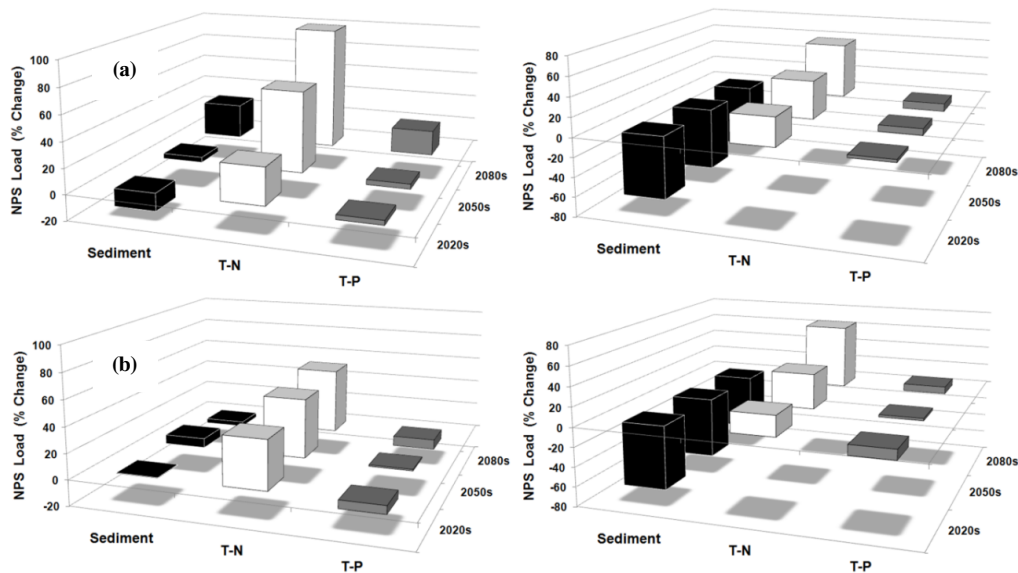 (a)
NPS Load (% Change)
100
80
60
40
20
0
-20
Sediment
T-N
T-P
2020s
2050s
2080s
NPS Load (% Change)
80
60
40
20
0
-20
-40
-60
-80
Sediment
T-N
T-P
2020s
2050s
2080s
(b)
NPS Load (% Change)
100
80
60
40
20
0
-20
Sediment
T-N
T-P
2020s
2050s
2080s
NPS Load (% Change)
80
60
40
20
0
-20
-40
-60
-80
Sediment
T-N
T-P
2020s
2050s
2080s